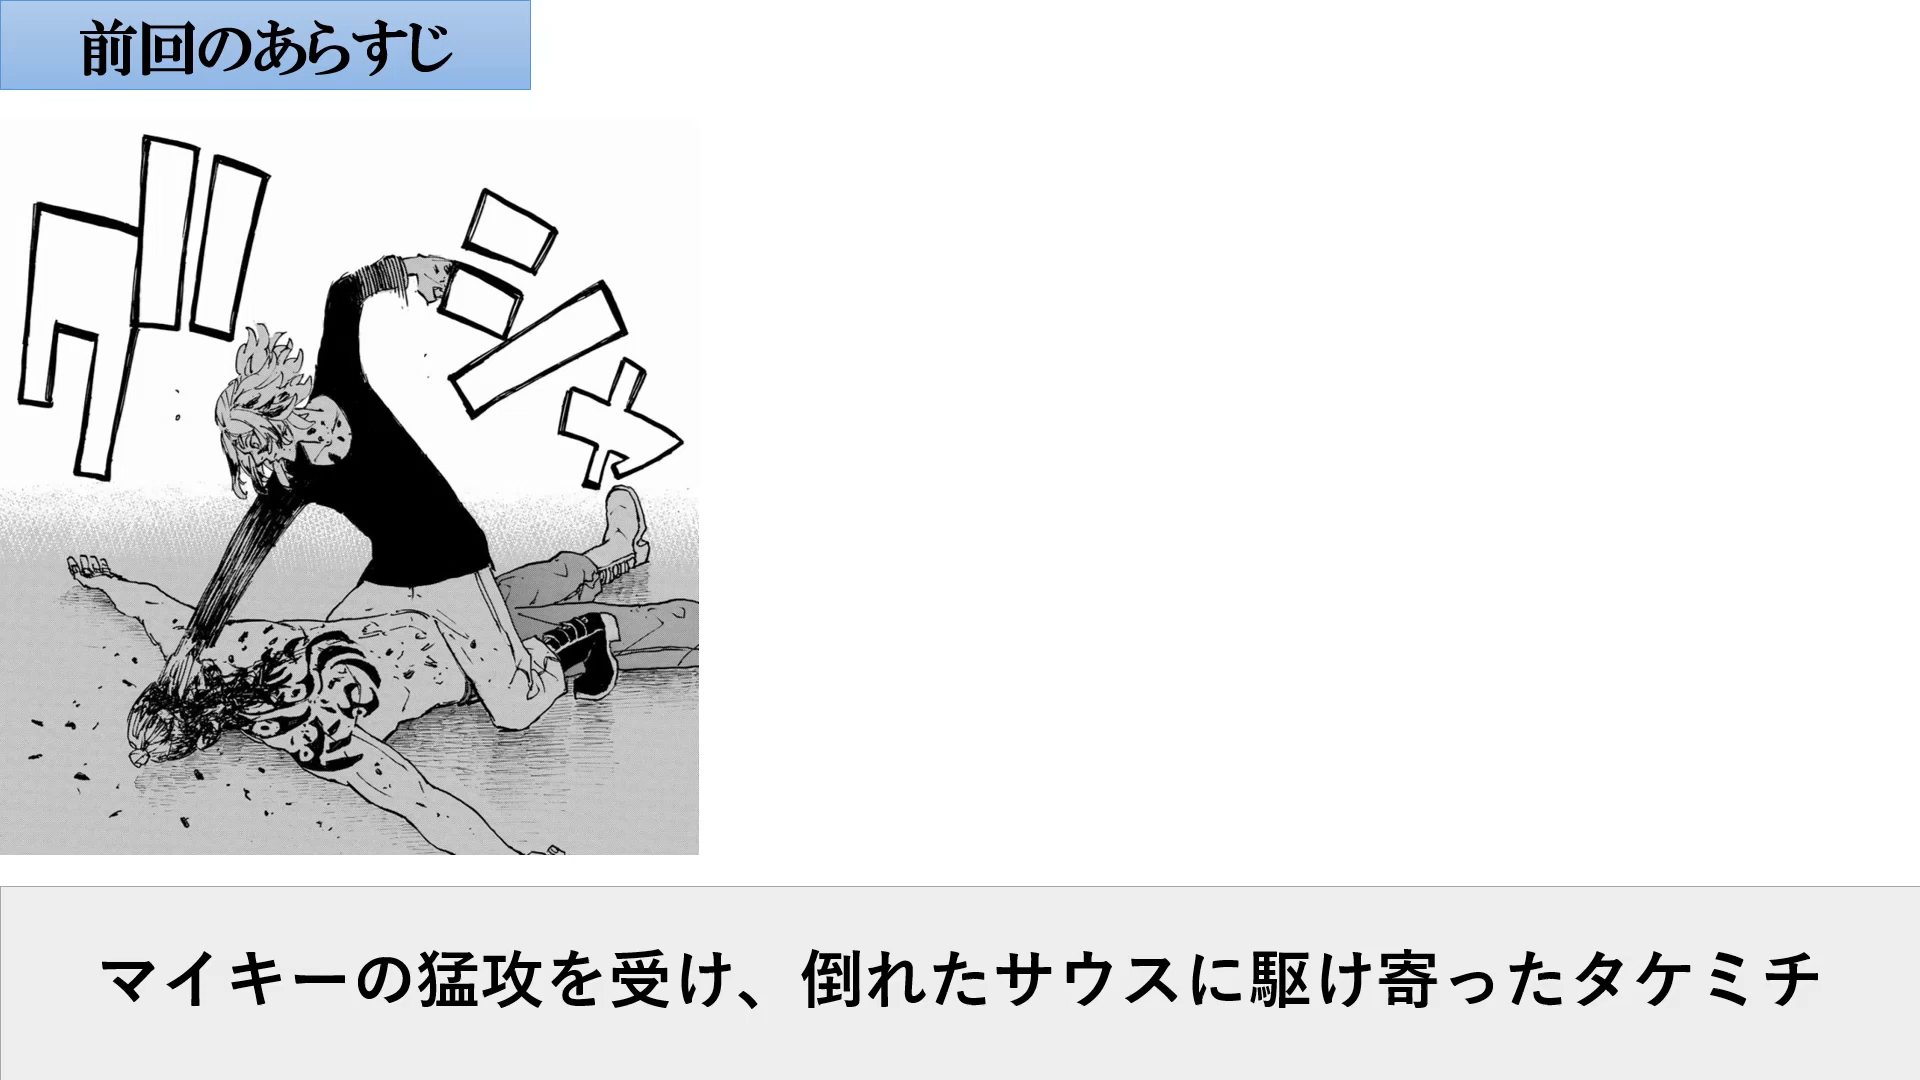 前回のあらすじ
グシャ
マイキーの猛攻を受け、倒れたサウスに駆け寄ったタケミチ